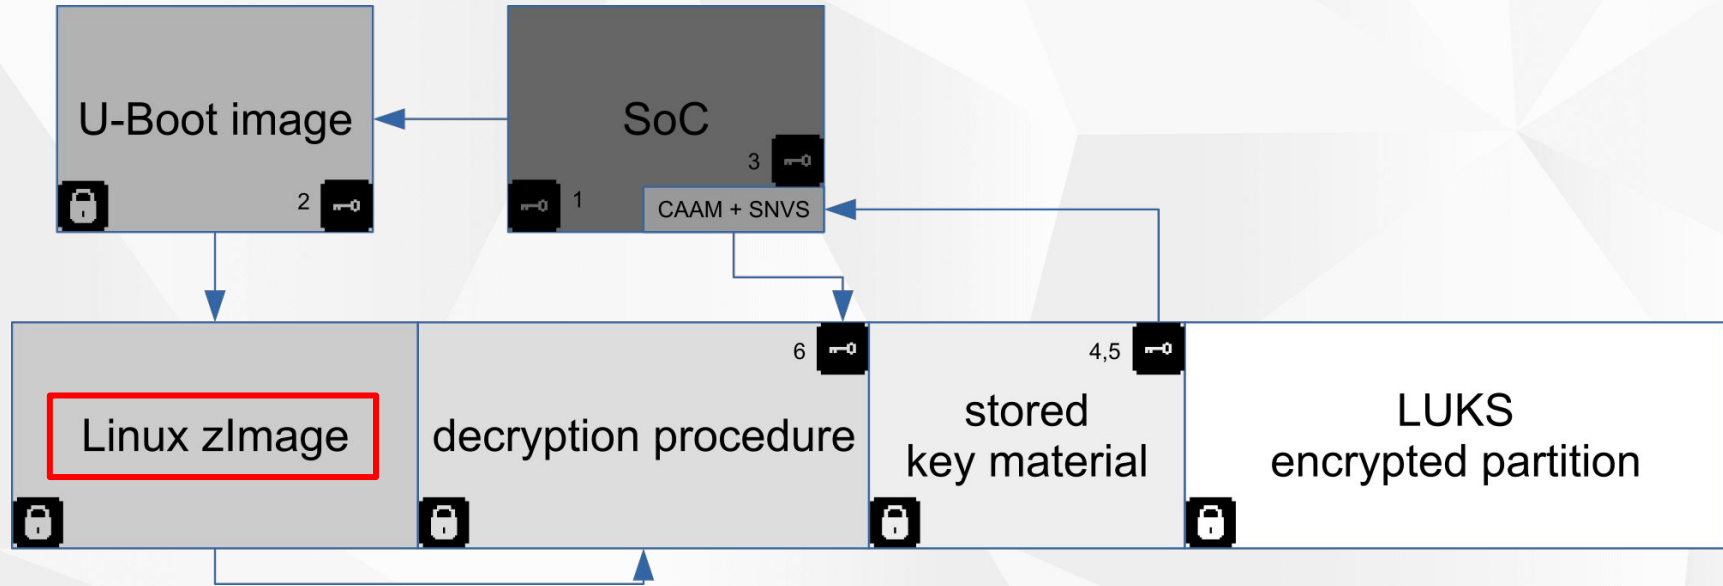 U-Boot image
2
SoC
3
1
CAAM + SNVS
Linux zImage
6
decryption procedure
4,5
stored
key material
LUKS
encrypted partition